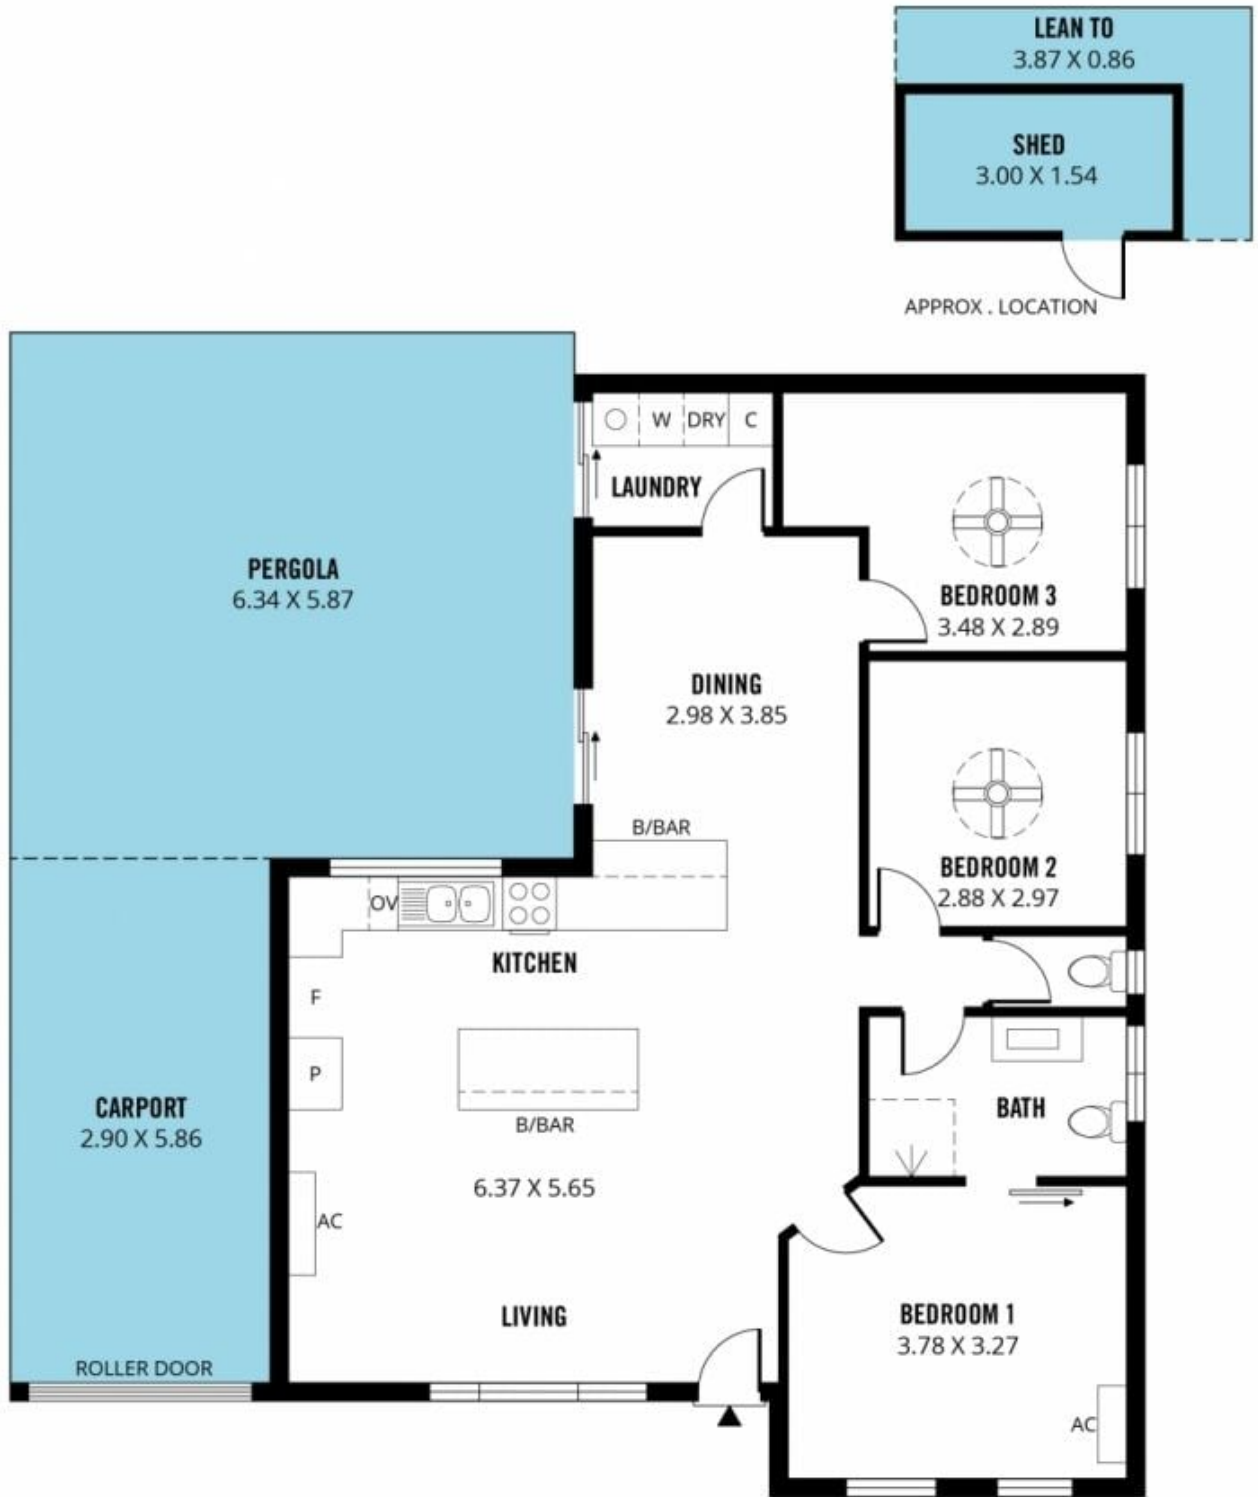 LEAN TO
3.87 X 0.86
SHED
3.00 X 1.54
APPROX . LOCATION
W DRY C
LAUNDRY
PERGOLA
6.34 X 5.87
BEDROOM 3
3.48 X 2.89
DINING
2.98 X 3.85
B/BAR
BEDROOM 2
2.88 X 2.97
OV
KITCHEN
F
P
B/BAR
BATH
CARPORT
2.90 X 5.86
6.37 X 5.65
AC
LIVING
BEDROOM 1
3.78 X 3.27
ROLLER DOOR
AC